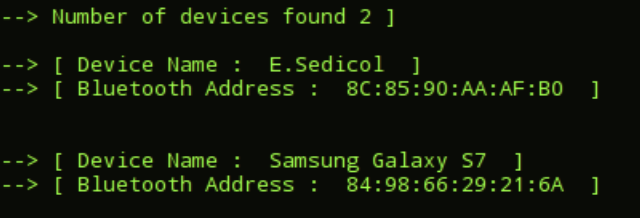 --> Number of devices found 2 ]
--> [ Device Name :  E.Sedicol  ]
--> [ Bluetooth Address :  8C:85:90:AA:AF:B0  ]
--> [ Device Name :  Samsung Galaxy S7  ]
--> [ Bluetooth Address :  84:98:66:29:21:6A  ]